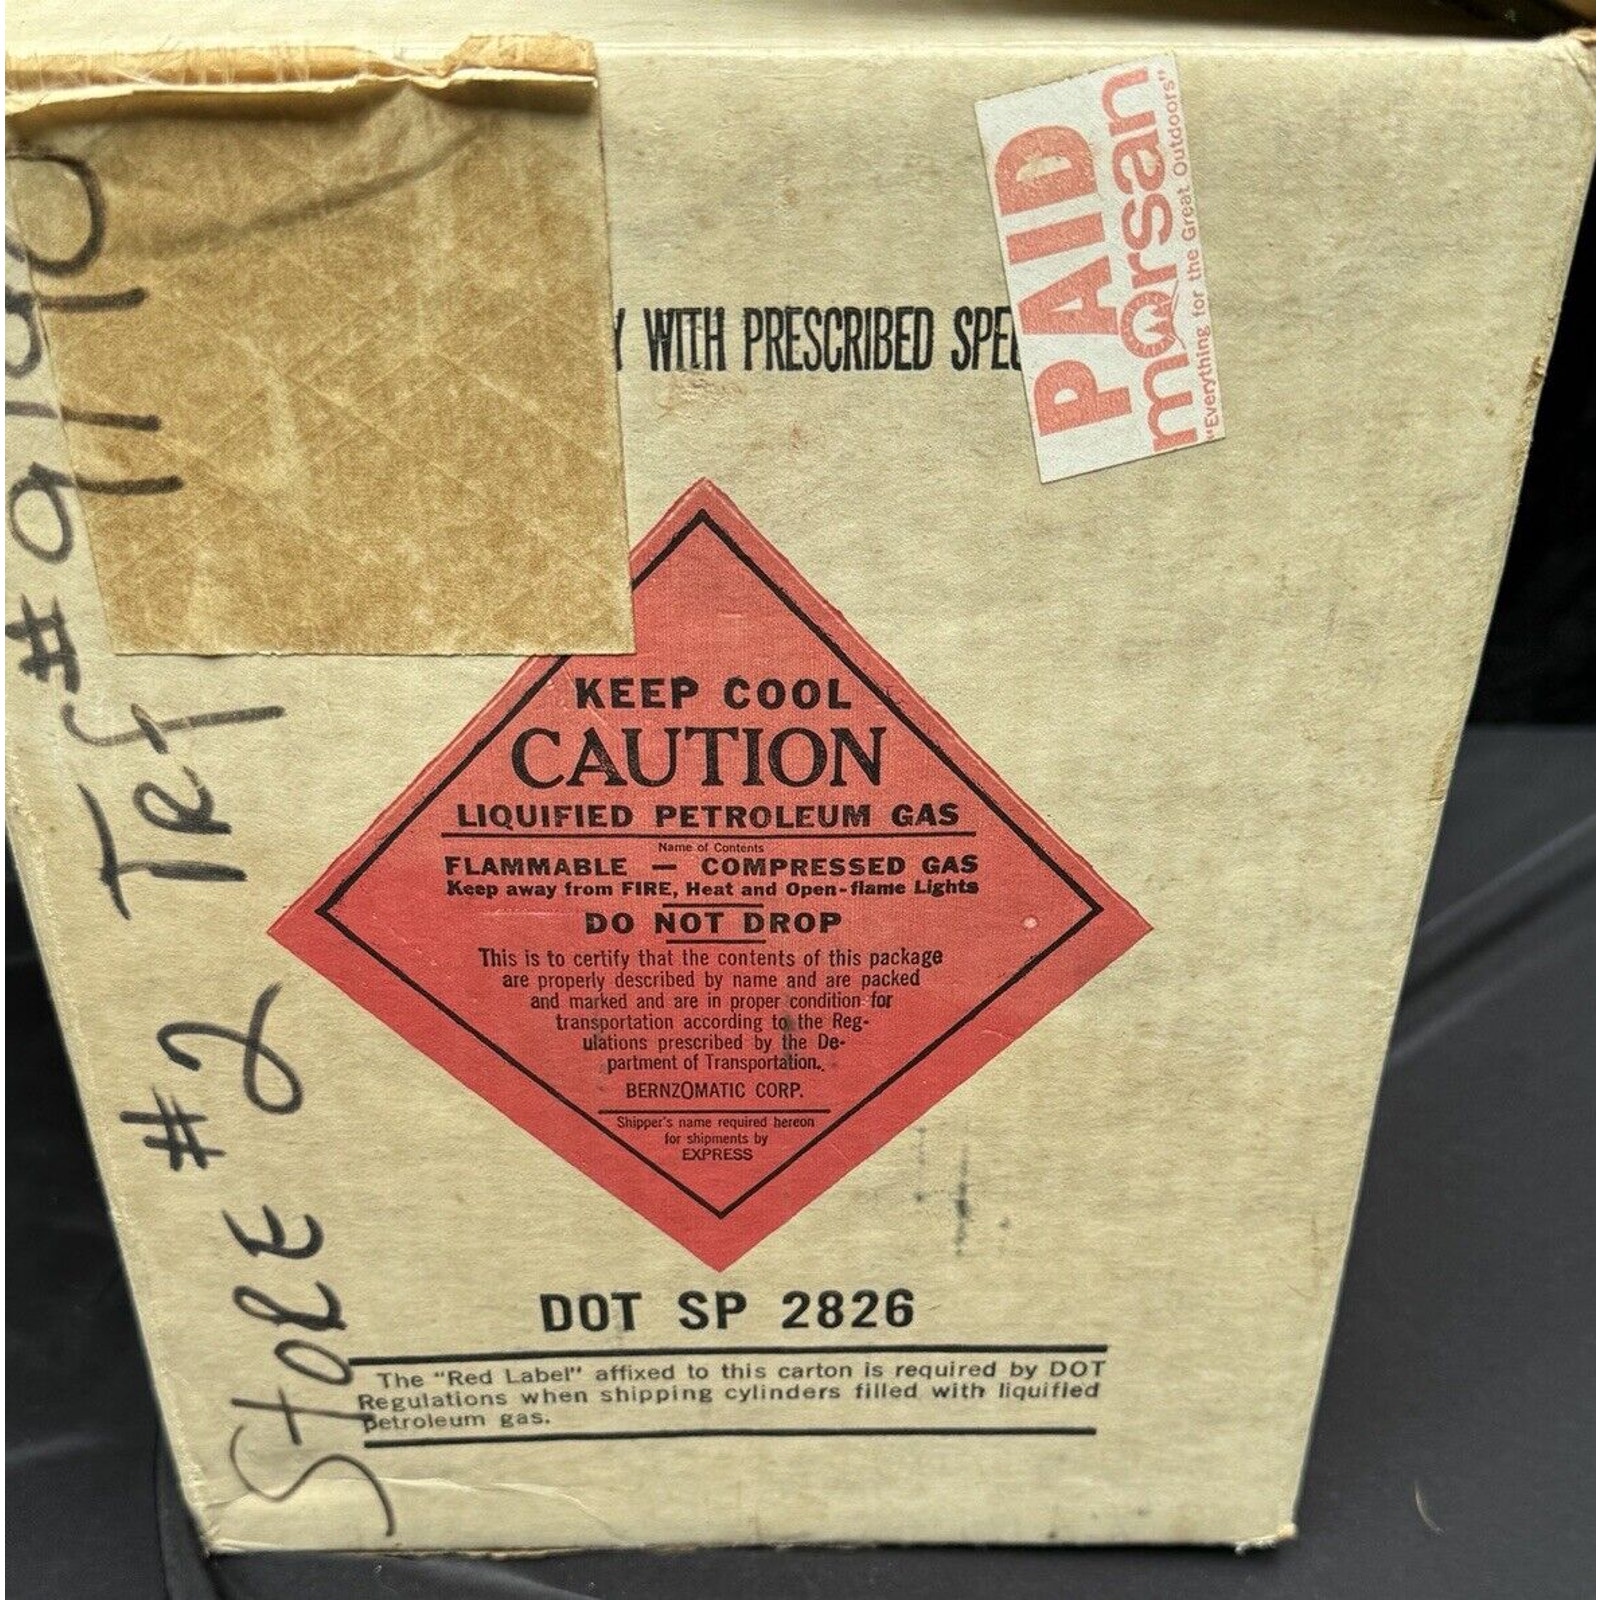 WITH PRESCRIBED
PAID
morsan
"Everything for the Great Outdoors"
KEEP COOL
CAUTION
LIQUIFIED PETROLEUM GAS
Name of Contents
FLAMMABLE — COMPRESSED GAS
Keep away from FIRE, Heat and Open-flame Lights
DO NOT DROP
This is to certify that the contents of this package
are properly described by name and are packed
and marked and are in proper condition for
transportation according to the Reg-
ulations prescribed by the De-
partment of Transportation.
BERNZOMATIC CORP.
Shipper's name required hereon
for shipments by
EXPRESS
DOT SP 2826
The "Red Label" affixed to this carton is required by DOT
Regulations when shipping cylinders filled with liquified
petroleum gas.
STORE #2 TRF